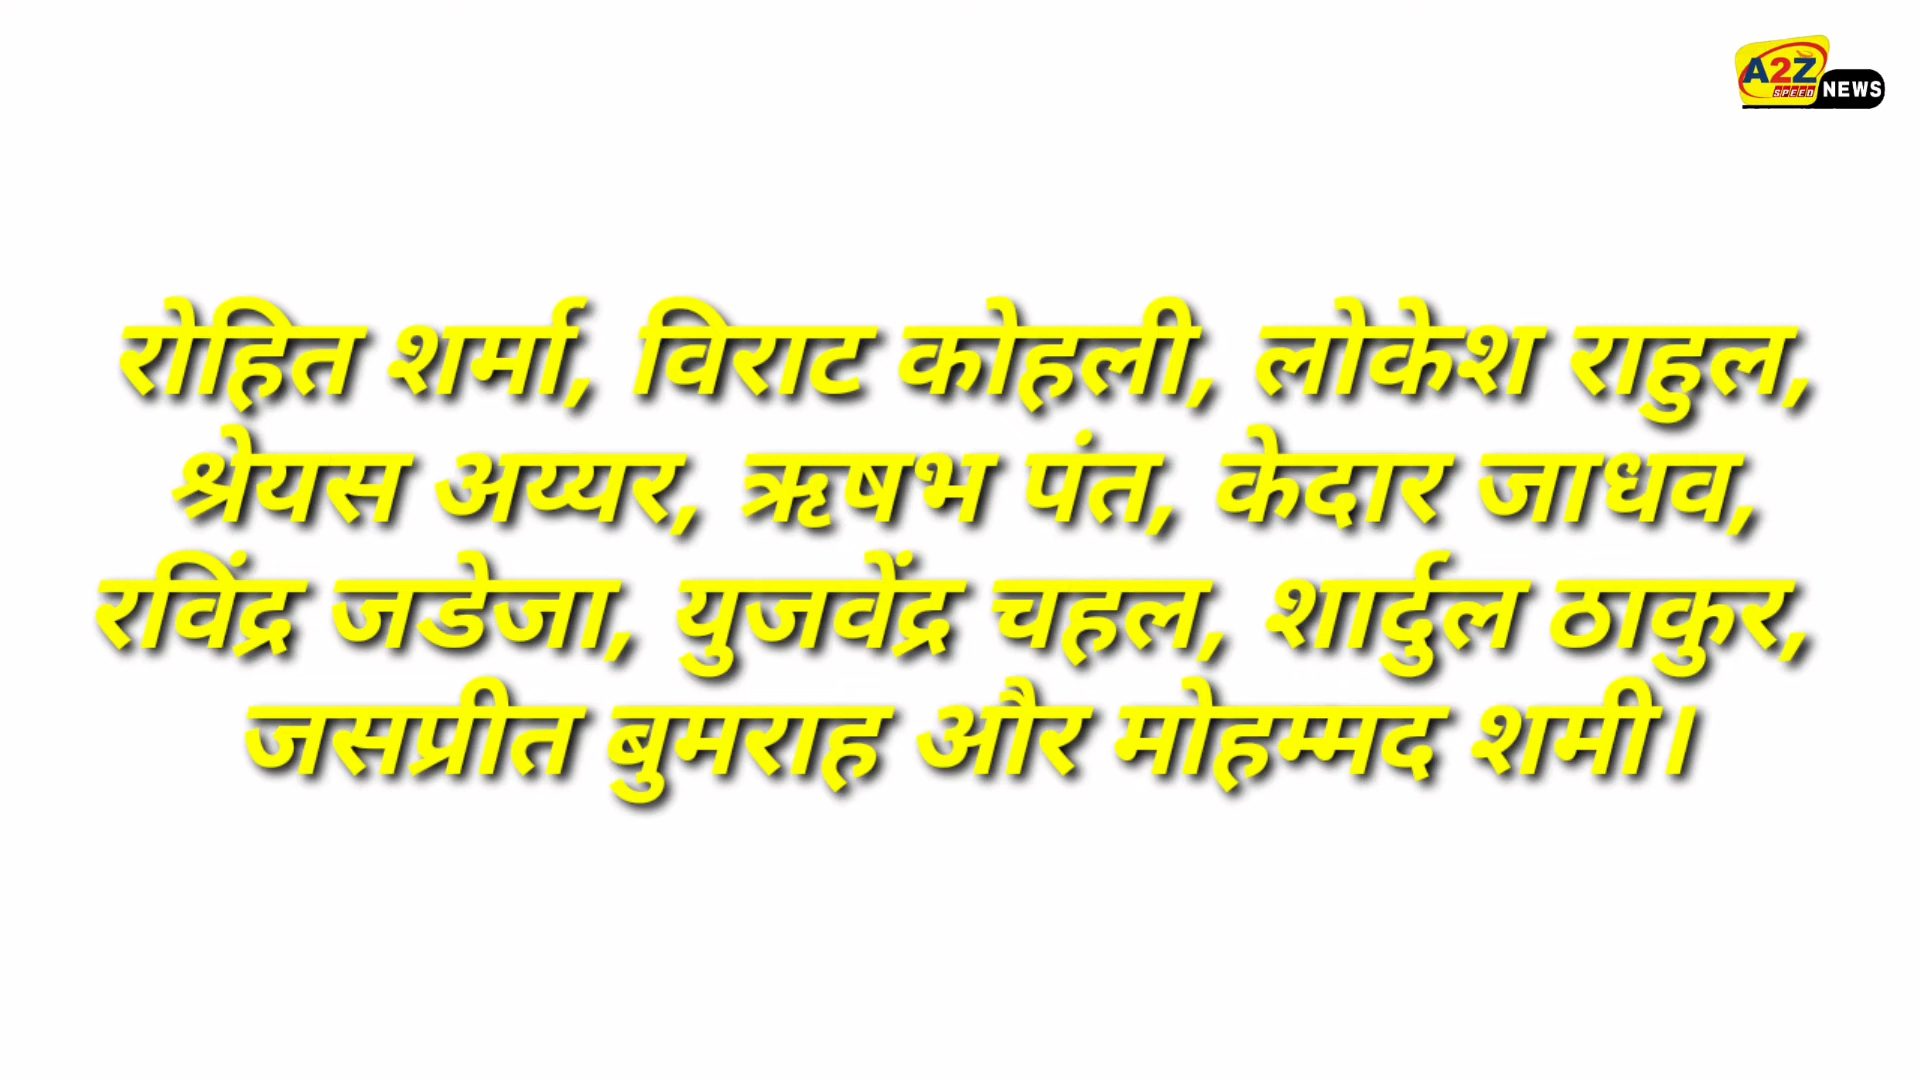 A2Z
SPEED
NEWS
रोहित शर्मा, विराट कोहली, लोकेश राहुल,
श्रेयस अय्यर, ऋषभ पंत, केदार जाधव,
रविंद्र जडेजा, युजवेंद्र चहल, शार्दुल ठाकुर,
जसप्रीत बुमराह और मोहम्मद शमी।